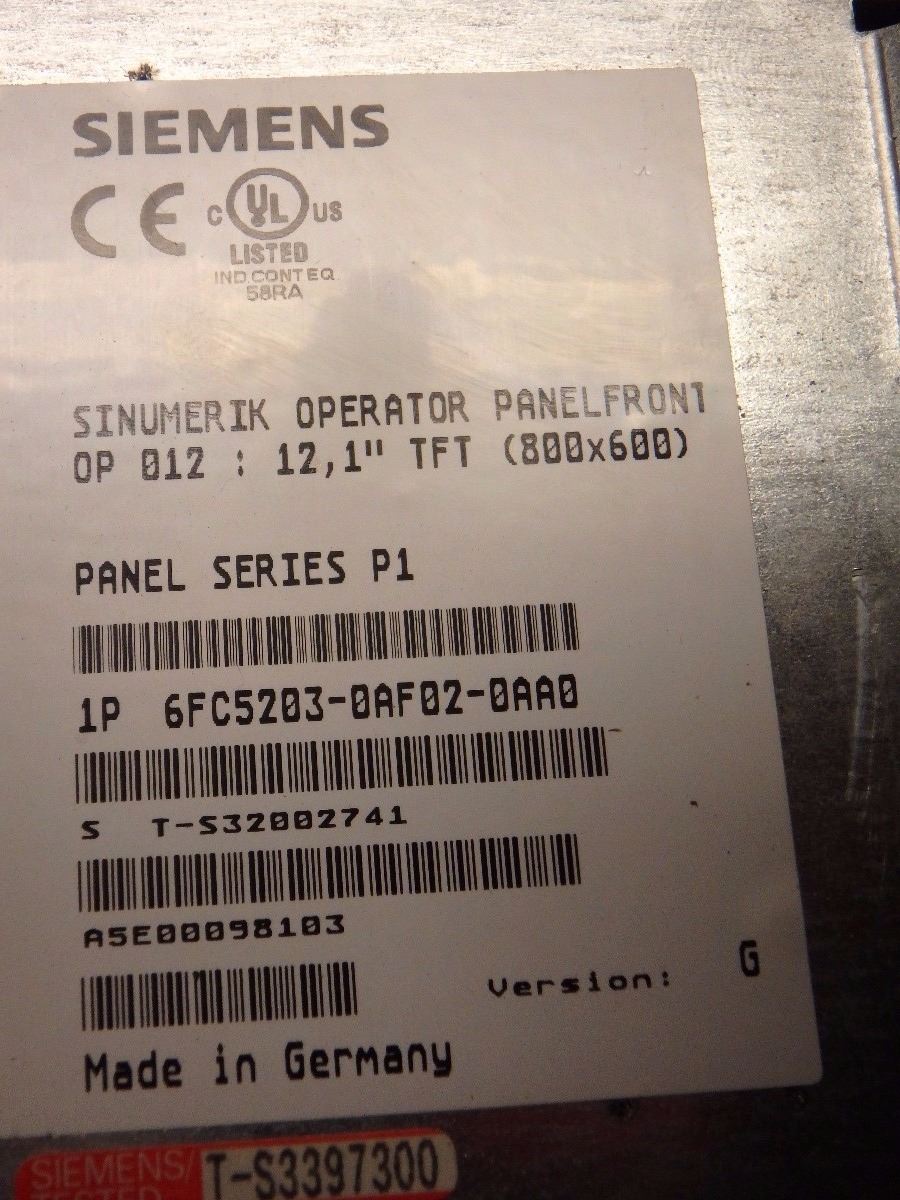 SIEMENS
CE C UL US
LISTED
IND.CONT.EQ.
58RA
SINUMERIK OPERATOR PANELFRONT
OP 012 : 12,1" TFT (800x600)
PANEL SERIES P1
1P 6FC5203-0AF02-0AA0
S T-S32002741
A5E00098103
Version: G
Made in Germany
SIEMENS/ T-S3397300
TESTED